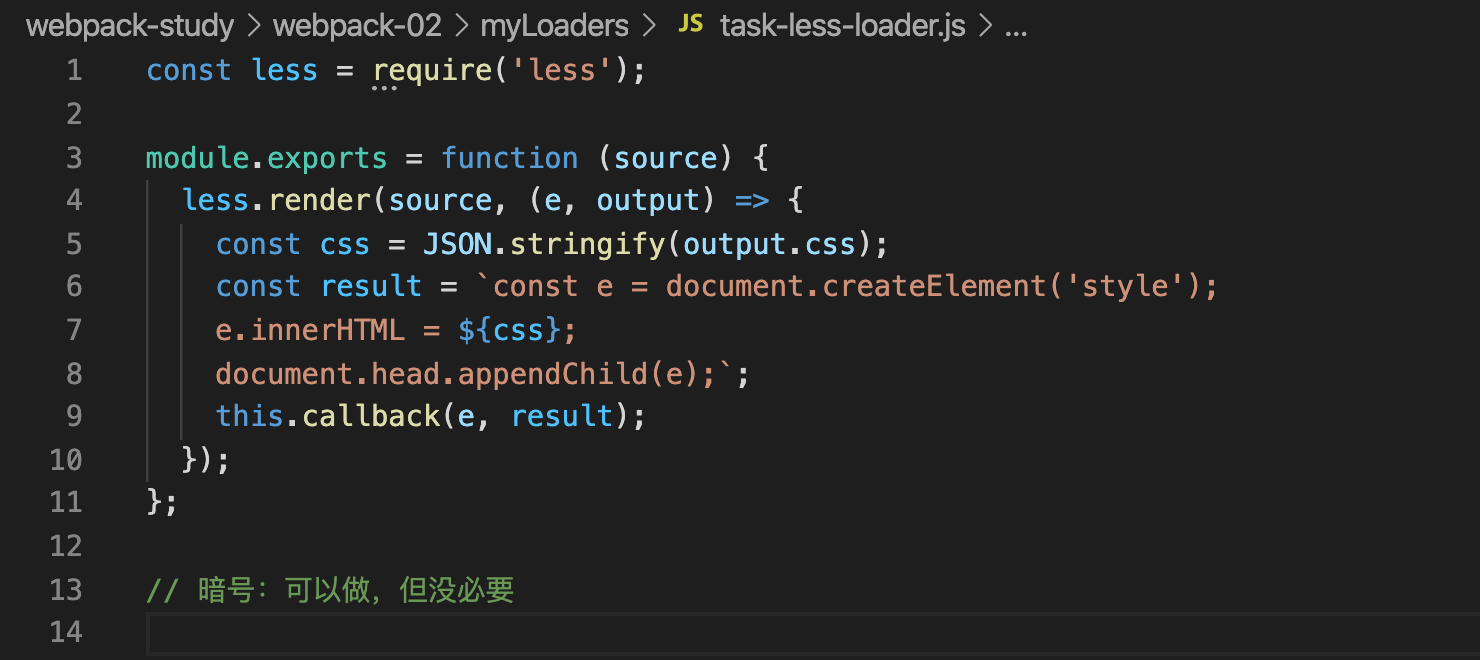 webpack-study > webpack-02 > myLoaders > JS task-less-loader.js > ...
1 const less = require('less');
2
3 module.exports = function (source) {
4 less.render(source, (e, output) => {
5 const css = JSON.stringify(output.css);
6 const result = `const e = document.createElement('style');
7 e.innerHTML = ${css};
8 document.head.appendChild(e);`;
9 this.callback(e, result);
10 });
11 };
12
13 // 暗号：可以做，但没必要
14